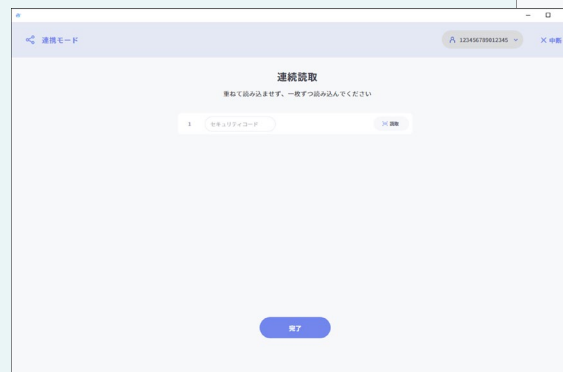 連携モード
123456789012345
中断
連続読取
重ねて読み込ませず、一枚ずつ読み込んでください
1
セキュリティコード
読取
完了